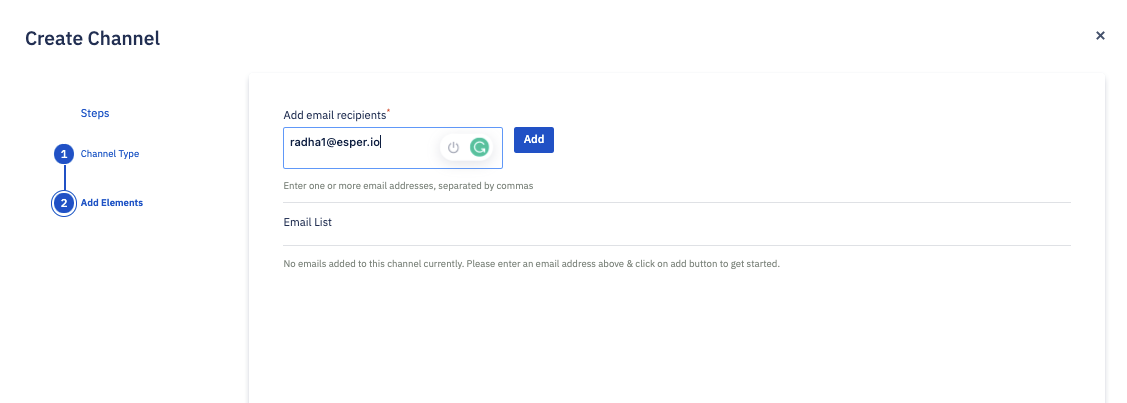 Create Channel
×
Steps
1 Channel Type
2 Add Elements
Add email recipients*
radha1@esper.io
Add
Enter one or more email addresses, separated by commas
Email List
No emails added to this channel currently. Please enter an email address above & click on add button to get started.